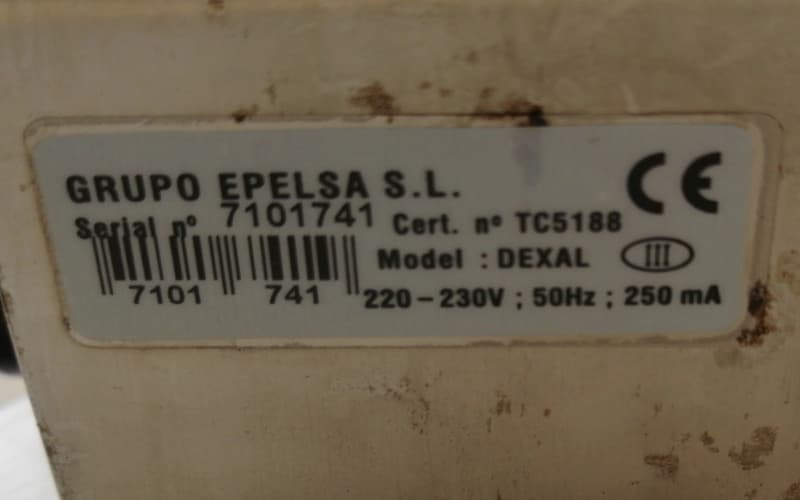 GRUPO EPELSA S.L. CE
Serial nº 7101741 Cert. nº TC5188
Model : DEXAL III
7101 741 220-230V ; 50Hz ; 250 mA